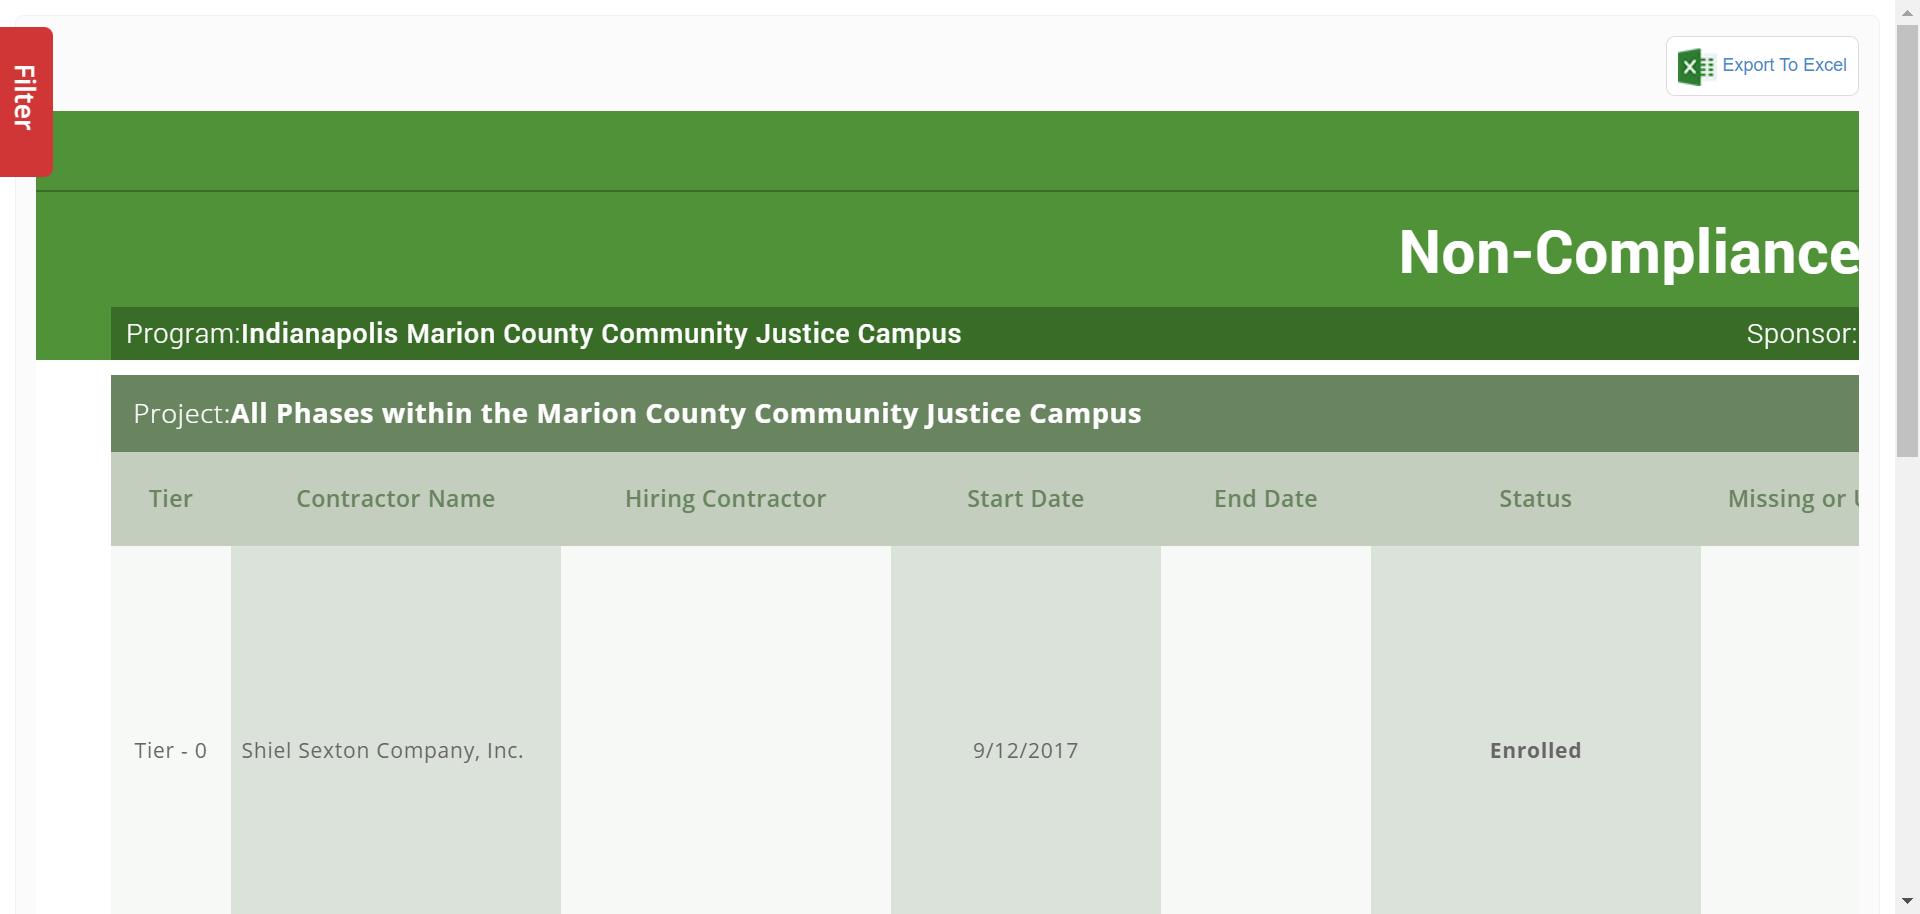 Filter
Export To Excel
Non-Compliance
Program:Indianapolis Marion County Community Justice Campus
Sponsor:
Project:All Phases within the Marion County Community Justice Campus
Tier
Contractor Name
Hiring Contractor
Start Date
End Date
Status
Missing or
Tier - 0
Shiel Sexton Company, Inc.
9/12/2017
Enrolled